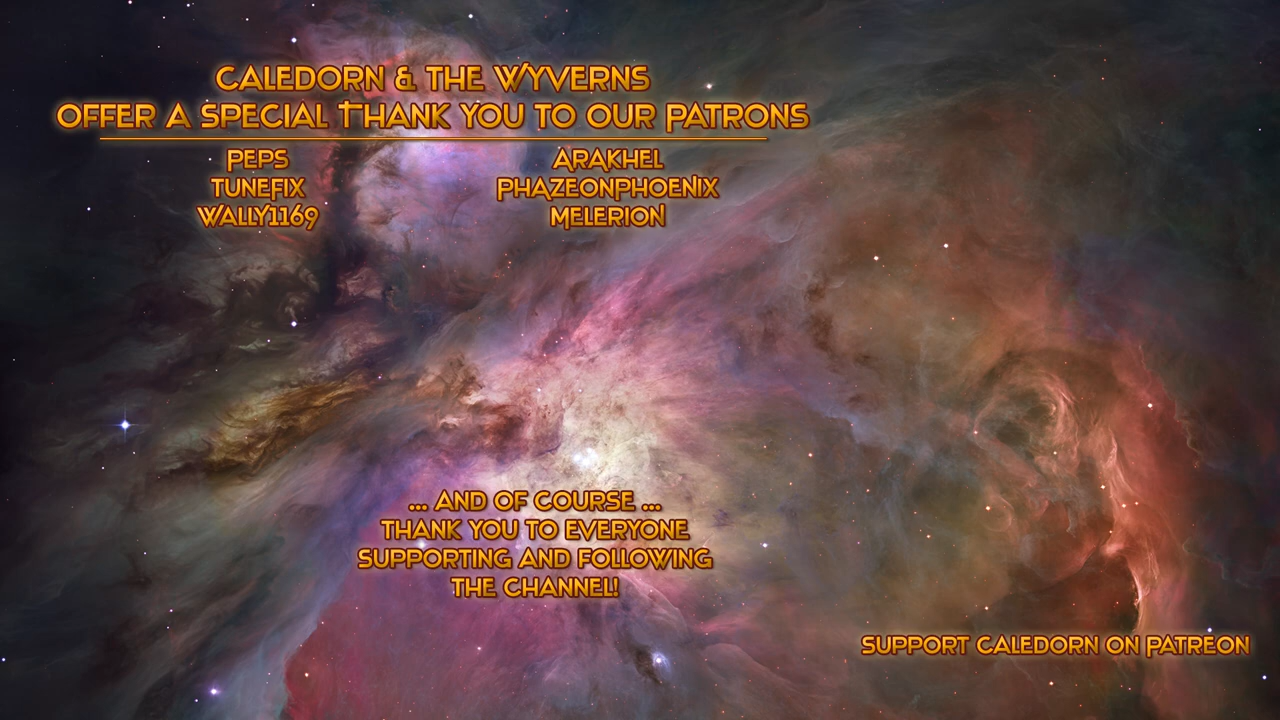 CALEDORN & THE WYVERNS
OFFER A SPECIAL THANK YOU TO OUR PATRONS
PEPS
TUNEFIX
WALLY1169
ARAKHEL
PHAZEONPHOENIX
MELERION
... AND OF COURSE ...
THANK YOU TO EVERYONE
SUPPORTING AND FOLLOWING
THE CHANNEL!
SUPPORT CALEDORN ON PATREON